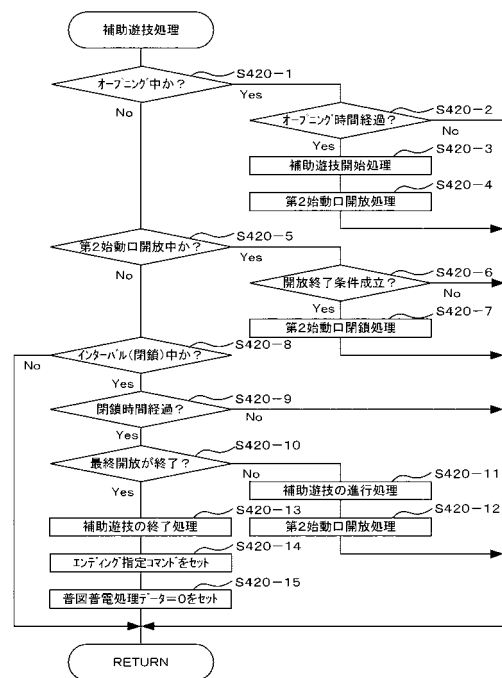 補助遊技処理
オープニング中か?
S420-1
Yes
No
オープニング時間経過?
S420-2
No
Yes
S420-3
補助遊技開始処理
S420-4
第2始動口開放処理
第2始動口開放中か?
S420-5
Yes
No
開放終了条件成立?
S420-6
No
Yes
S420-7
第2始動口閉鎖処理
インターバル(閉鎖)中か?
S420-8
No
Yes
閉鎖時間経過?
S420-9
No
Yes
最終開放が終了?
S420-10
No
Yes
S420-11
補助遊技の進行処理
S420-12
第2始動口開放処理
S420-13
補助遊技の終了処理
S420-14
エンディング指定コマンドをセット
S420-15
普図普電処理データ=0をセット
RETURN